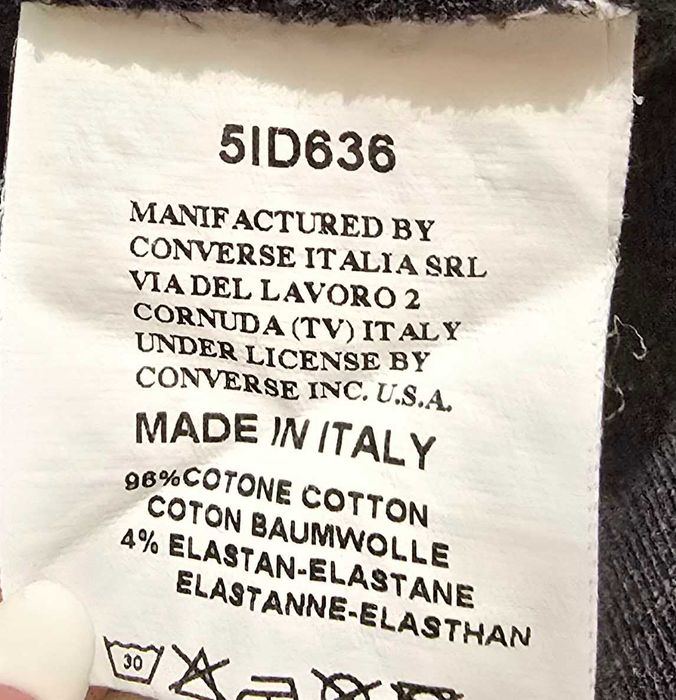 5ID636
MANIFACTURED BY
CONVERSE ITALIA SRL
VIA DEL LAVORO 2
CORNUDA (TV) ITALY
UNDER LICENSE BY
CONVERSE INC. U.S.A.
MADE IN ITALY
96%COTONE COTTON
COTON BAUMWOLLE
4% ELASTAN-ELASTANE
ELASTANNE-ELASTHAN
30